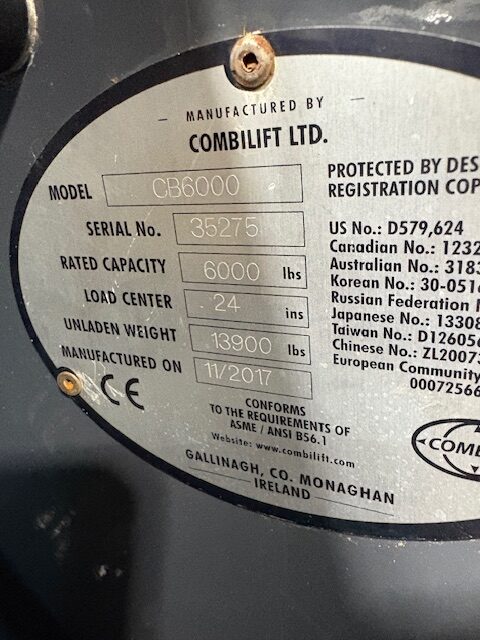 MANUFACTURED BY
COMBILIFT LTD.
MODEL CB6000
SERIAL No. 35275
RATED CAPACITY 6000 lbs
LOAD CENTER 24 ins
UNLADEN WEIGHT 13900 lbs
MANUFACTURED ON 11/2017
CE
CONFORMS
TO THE REQUIREMENTS OF
ASME / ANSI B56.1
Website: www.combilift.com
GALLINAGH, CO. MONAGHAN
IRELAND
PROTECTED BY DES
REGISTRATION COP
US No.: D579,624
Canadian No.: 1232
Australian No.: 3183
Korean No.: 30-0516
Russian Federation
Japanese No.: 13308
Taiwan No.: D126056
Chinese No.: ZL2007
European Community
00072566
COMB